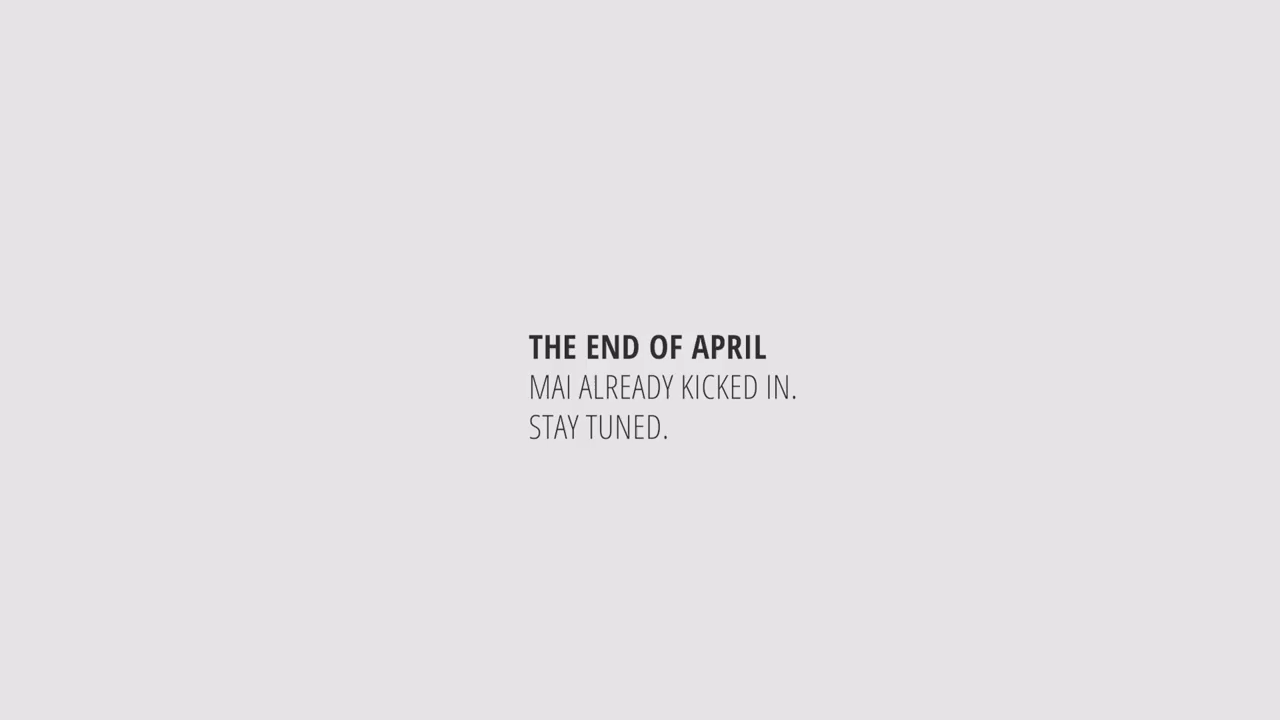 THE END OF APRIL
MAI ALREADY KICKED IN.
STAY TUNED.